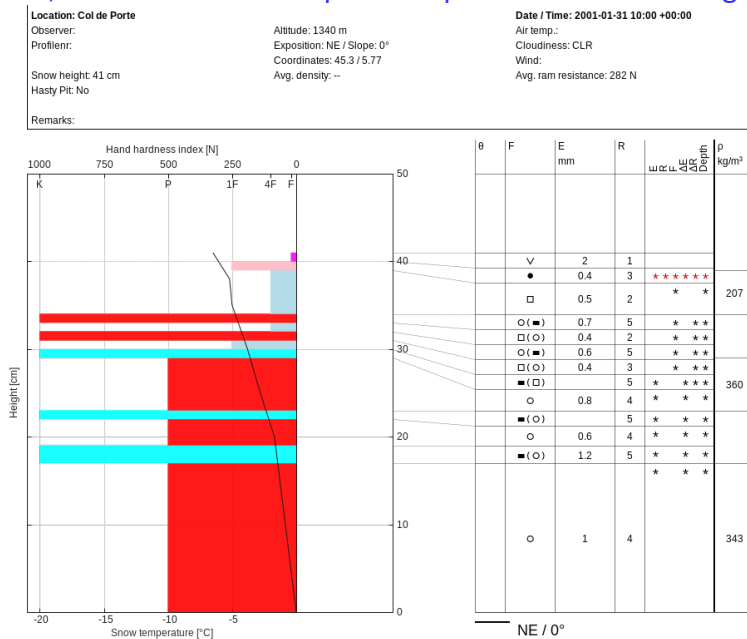 Location: Col de Porte
Observer:
Profilenr:
Snow height: 41 cm
Hasty Pit: No
Remarks:
Altitude: 1340 m
Exposition: NE / Slope: 0°
Coordinates: 45.3 / 5.77
Avg. density: --
Date / Time: 2001-01-31 10:00 +00:00
Air temp.:
Cloudiness: CLR
Wind:
Avg. ram resistance: 282 N
Hand hardness index [N]
1000 750 500 250 0
K P 1F 4F F
50
40
30
20
10
0
Height [cm]
-20 -15 -10 -5
Snow temperature [°C]
θ F E R E R F ΔE ΔR Depth ρ
mm kg/m³
∨ 2 1
● 0.4 3 * * * * * *
□ 0.5 2 * *
207
○(▬) 0.7 5 * * *
□(○) 0.4 2 * * *
○(▬) 0.6 5 * * *
□(○) 0.4 3 * * *
▬(□) 5 * * * *
360
○ 0.8 4 * * *
▬(○) 5 * * *
○ 0.6 4 * * *
▬(○) 1.2 5 * * *
* * *
○ 1 4
343
NE / 0°